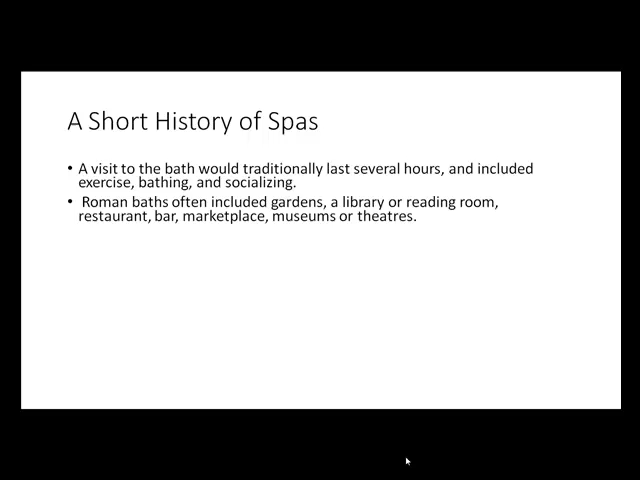 A Short History of Spas
• A visit to the bath would traditionally last several hours, and included
exercise, bathing, and socializing.
• Roman baths often included gardens, a library or reading room,
restaurant, bar, marketplace, museums or theatres.